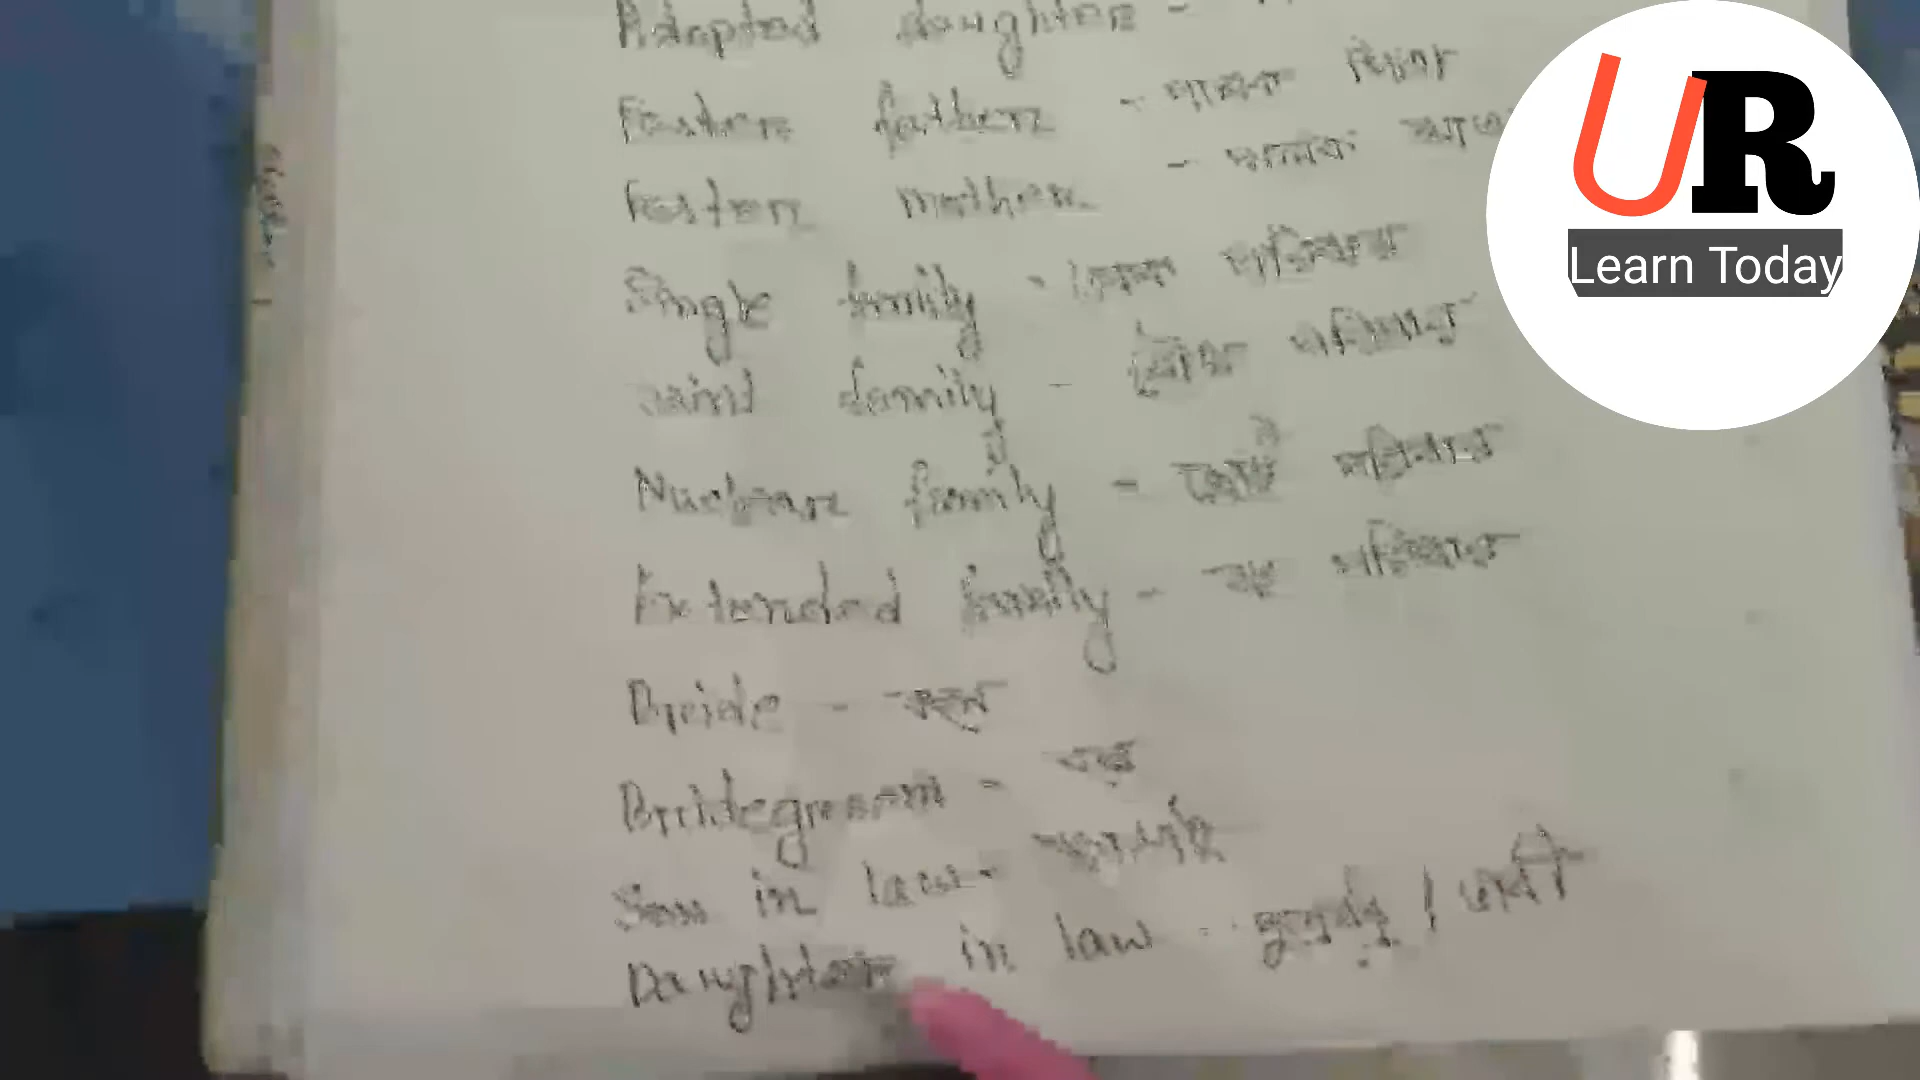 Adopted daughter -
Foster father - পালক পিতা
Foster mother - পালক মাতা
Single family - একক পরিবার
Joint family - যৌথ পরিবার
Nuclear family - ছোট পরিবার
Extended family - বড় পরিবার
Bride - কনে
Bridegroom - বর
Son in law - জামাই
Daughter in law - পুত্রবধূ /
UR
Learn Today